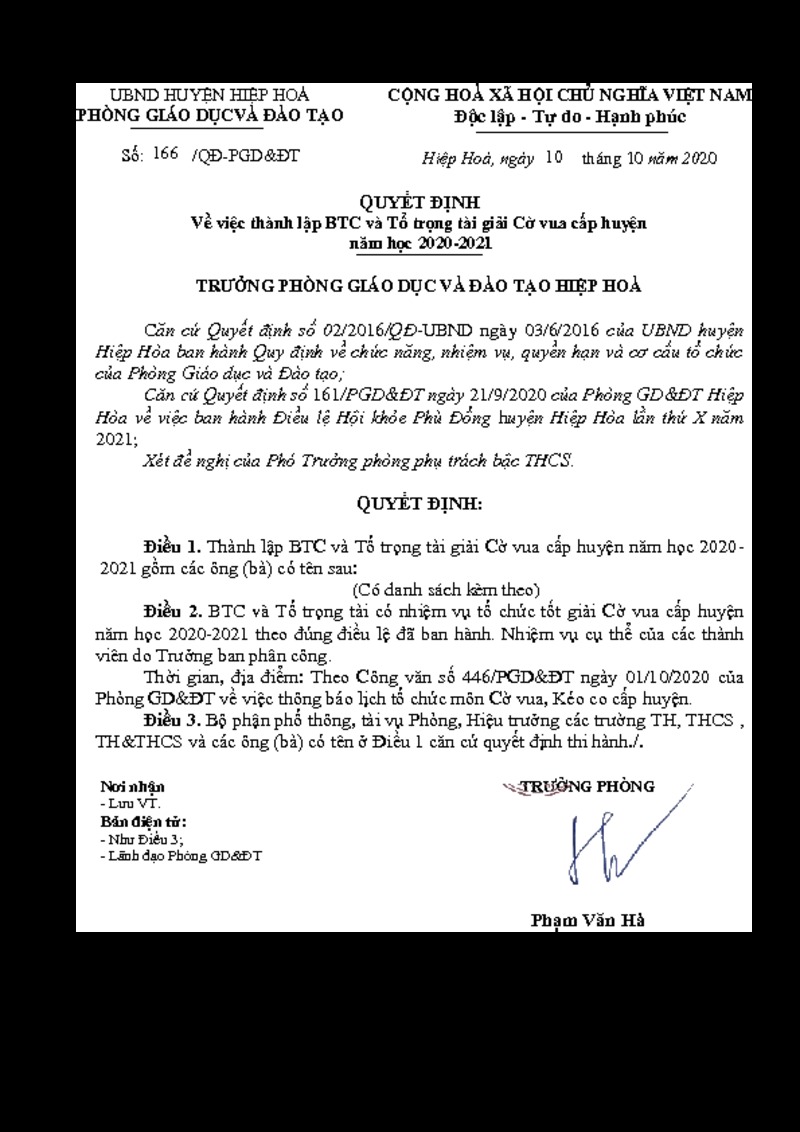 UBND HUYỆN HIỆP HOÀ
PHÒNG GIÁO DỤCVÀ ĐÀO TẠO
CỘNG HOÀ XÃ HỘI CHỦ NGHĨA VIỆT NAM
Độc lập - Tự do - Hạnh phúc
Số: 166 /QĐ-PGD&ĐT
Hiệp Hoà, ngày 10 tháng 10 năm 2020
QUYẾT ĐỊNH
Về việc thành lập BTC và Tổ trọng tài giải Cờ vua cấp huyện
năm học 2020-2021
TRƯỞNG PHÒNG GIÁO DỤC VÀ ĐÀO TẠO HIỆP HOÀ
Căn cứ Quyết định số 02/2016/QĐ-UBND ngày 03/6/2016 của UBND huyện
Hiệp Hòa ban hành Quy định về chức năng, nhiệm vụ, quyền hạn và cơ cấu tổ chức
của Phòng Giáo dục và Đào tạo;
Căn cứ Quyết định số 161/PGD&ĐT ngày 21/9/2020 của Phòng GD&ĐT Hiệp
Hòa về việc ban hành Điều lệ Hội khỏe Phù Đổng huyện Hiệp Hòa lần thứ X năm
2021;
Xét đề nghị của Phó Trưởng phòng phụ trách bậc THCS.
QUYẾT ĐỊNH:
Điều 1. Thành lập BTC và Tổ trọng tài giải Cờ vua cấp huyện năm học 2020-
2021 gồm các ông (bà) có tên sau:
(Có danh sách kèm theo)
Điều 2. BTC và Tổ trọng tài có nhiệm vụ tổ chức tốt giải Cờ vua cấp huyện
năm học 2020-2021 theo đúng điều lệ đã ban hành. Nhiệm vụ cụ thể của các thành
viên do Trưởng ban phân công.
Thời gian, địa điểm: Theo Công văn số 446/PGD&ĐT ngày 01/10/2020 của
Phòng GD&ĐT về việc thông báo lịch tổ chức môn Cờ vua, Kéo co cấp huyện.
Điều 3. Bộ phận phổ thông, tài vụ Phòng, Hiệu trưởng các trường TH, THCS ,
TH&THCS và các ông (bà) có tên ở Điều 1 căn cứ quyết định thi hành./.
Nơi nhận
- Lưu VT.
Bản điện tử:
- Như Điều 3;
- Lãnh đạo Phòng GD&ĐT
TRƯỞNG PHÒNG
Phạm Văn Hà